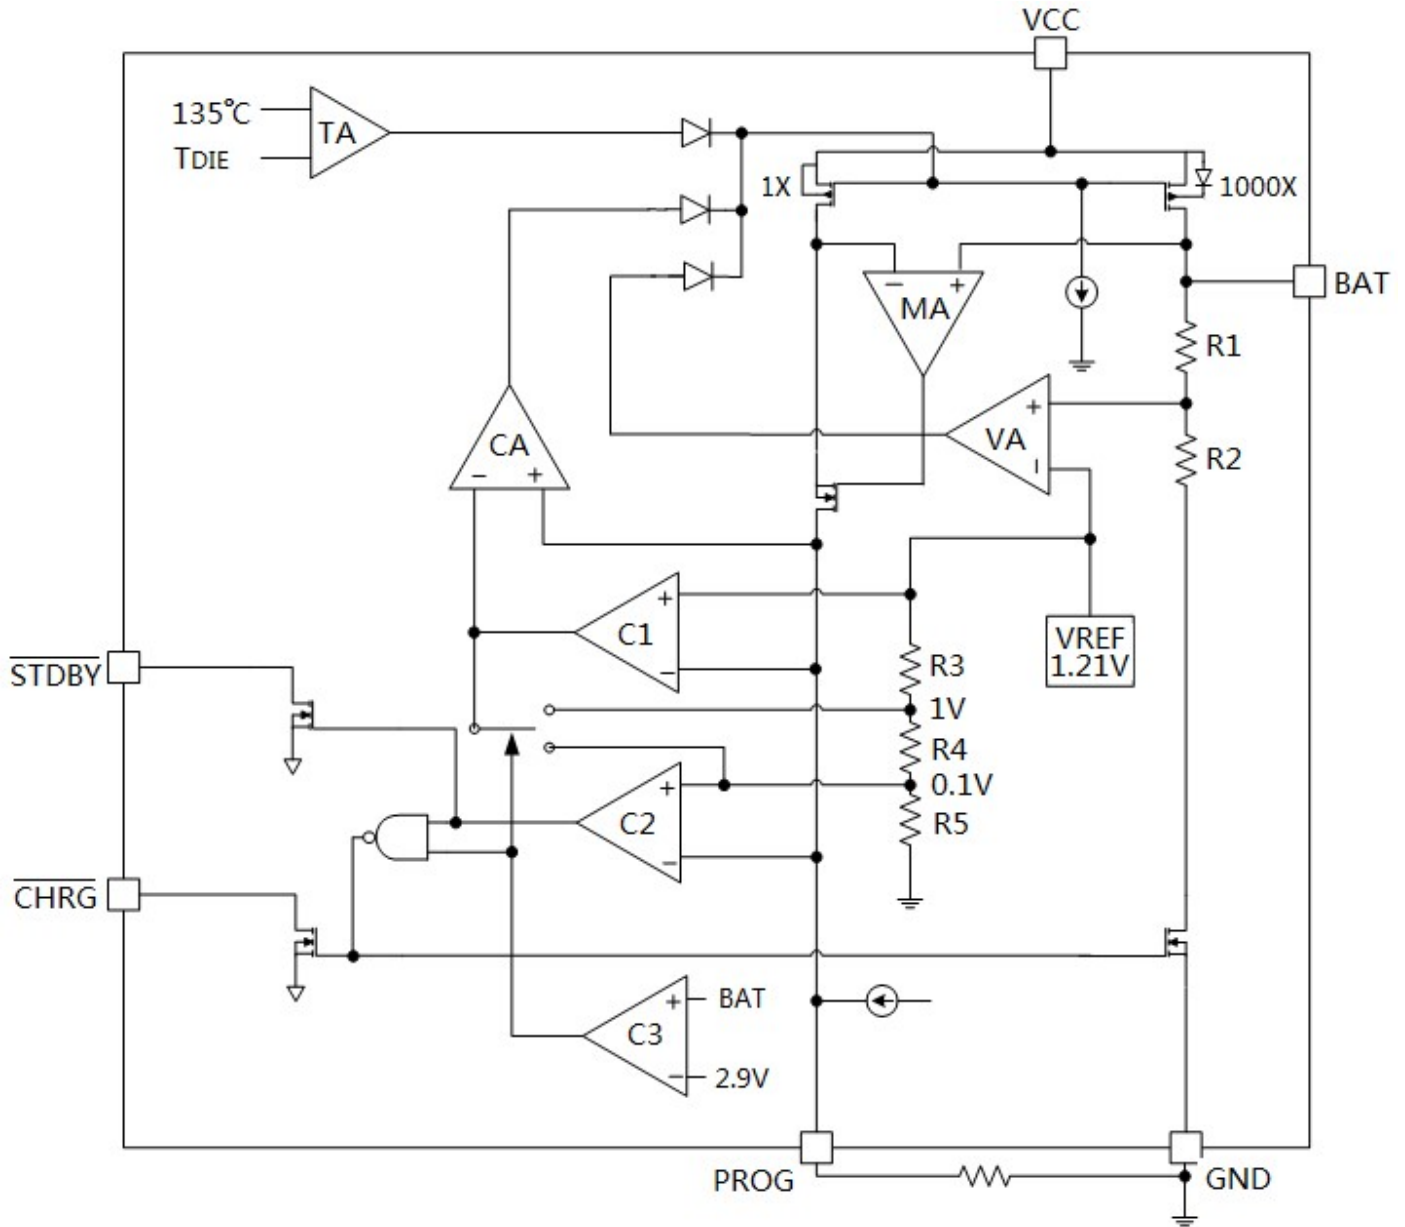 VCC
135℃
TA
TDIE
1X
1000X
− +
MA
BAT
R1
+
VA
−
R2
CA
− +
+
C1
−
VREF
1.21V
STDBY
R3
1V
R4
0.1V
+
C2
−
R5
CHRG
+
BAT
C3
−
2.9V
PROG
GND